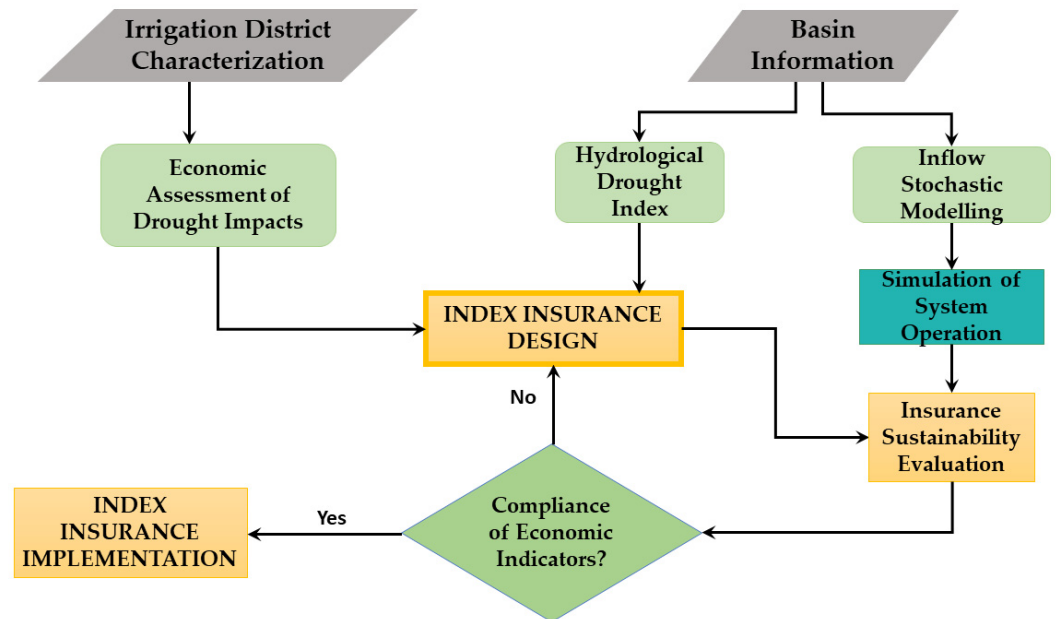 Irrigation District
Characterization
Basin
Information
Economic
Assessment of
Drought Impacts
Hydrological
Drought
Index
Inflow
Stochastic
Modelling
Simulation of
System
Operation
INDEX INSURANCE
DESIGN
No
Insurance
Sustainability
Evaluation
Compliance
of Economic
Indicators?
Yes
INDEX
INSURANCE
IMPLEMENTATION